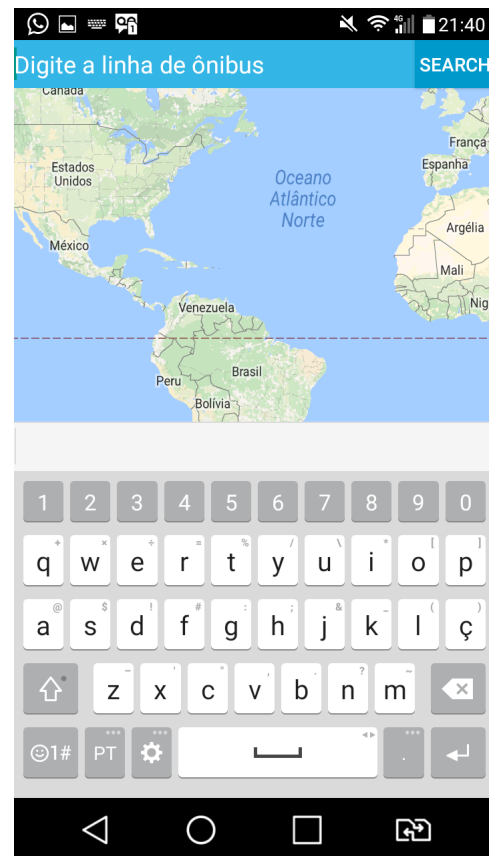 4G 21:40
Digite a linha de ônibus SEARCH
Canadá
França
Estados
Unidos
Espanha
Oceano
Atlântico
Norte
Argélia
México
Mali
Nig
Venezuela
Brasil
Peru
Bolívia
1 2 3 4 5 6 7 8 9 0
+ × ÷ = % / \ * [ ]
q w e r t y u i o p
@ $ ! # : ; & _ ( )
a s d f g h j k l ç
- ' " , . ? ~
z x c v b n m
1# PT .